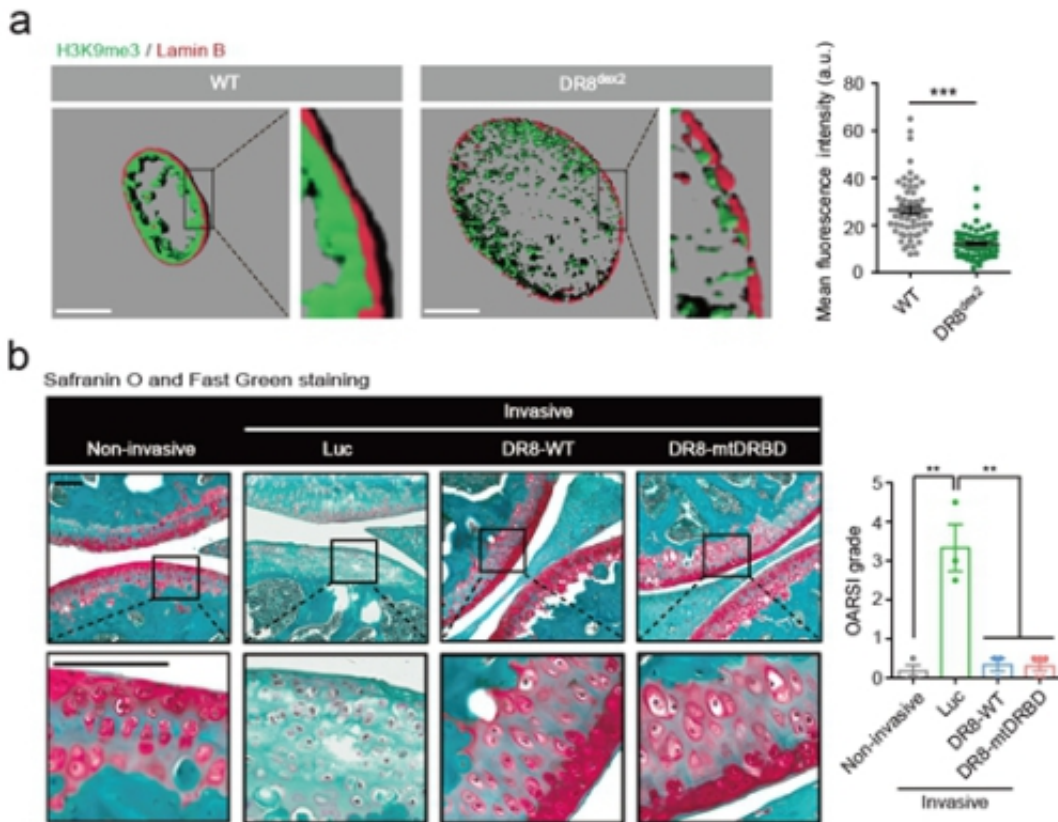 a
H3K9me3 / Lamin B
WT
DR8dex2
Mean fluorescence intensity (a.u.)
80
60
40
20
0
***
WT
DR8dex2
b
Safranin O and Fast Green staining
Non-invasive
Invasive
Luc
DR8-WT
DR8-mtDRBD
OARSI grade
5
4
3
2
1
0
**
**
Non-invasive
Luc
DR8-WT
DR8-mtDRBD
Invasive